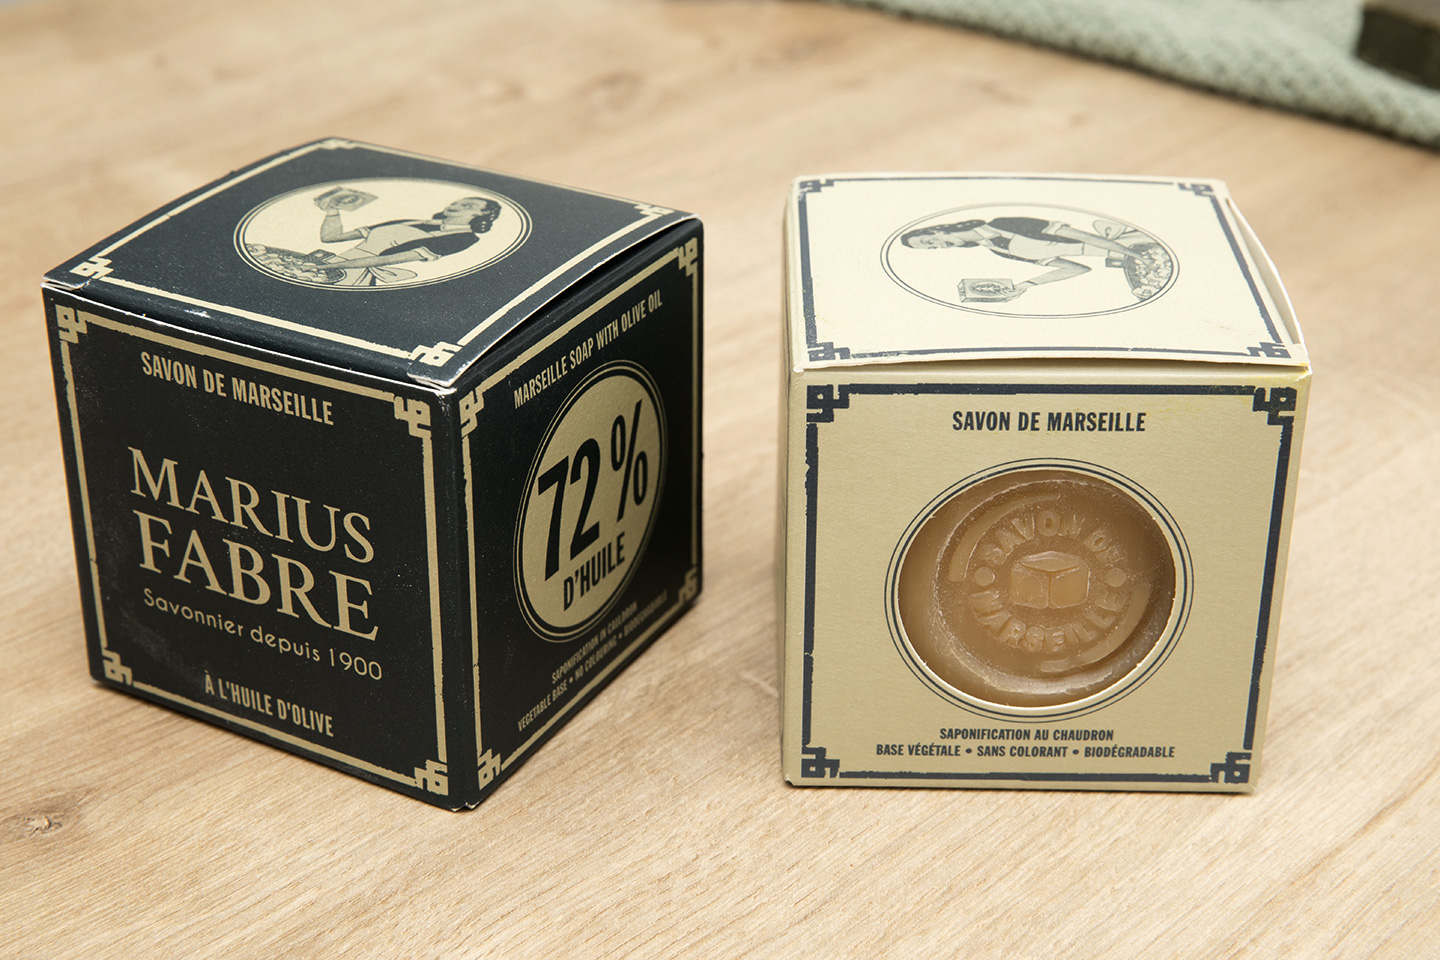 SAVON DE MARSEILLE
MARIUS
FABRE
Savonnier depuis 1900
À L'HUILE D'OLIVE
MARSEILLE SOAP WITH OLIVE OIL
72%
D'HUILE
SAPONIFICATION IN CAULDRON
VEGETABLE BASE • NO COLOURING • BIODEGRADABLE
SAVON DE MARSEILLE
SAVON DE
MARSEILLE
SAPONIFICATION AU CHAUDRON
BASE VÉGÉTALE • SANS COLORANT • BIODÉGRADABLE